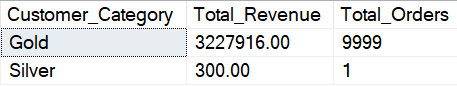 Customer_Category Total_Revenue Total_Orders
Gold 3227916.00 9999
Silver 300.00 1